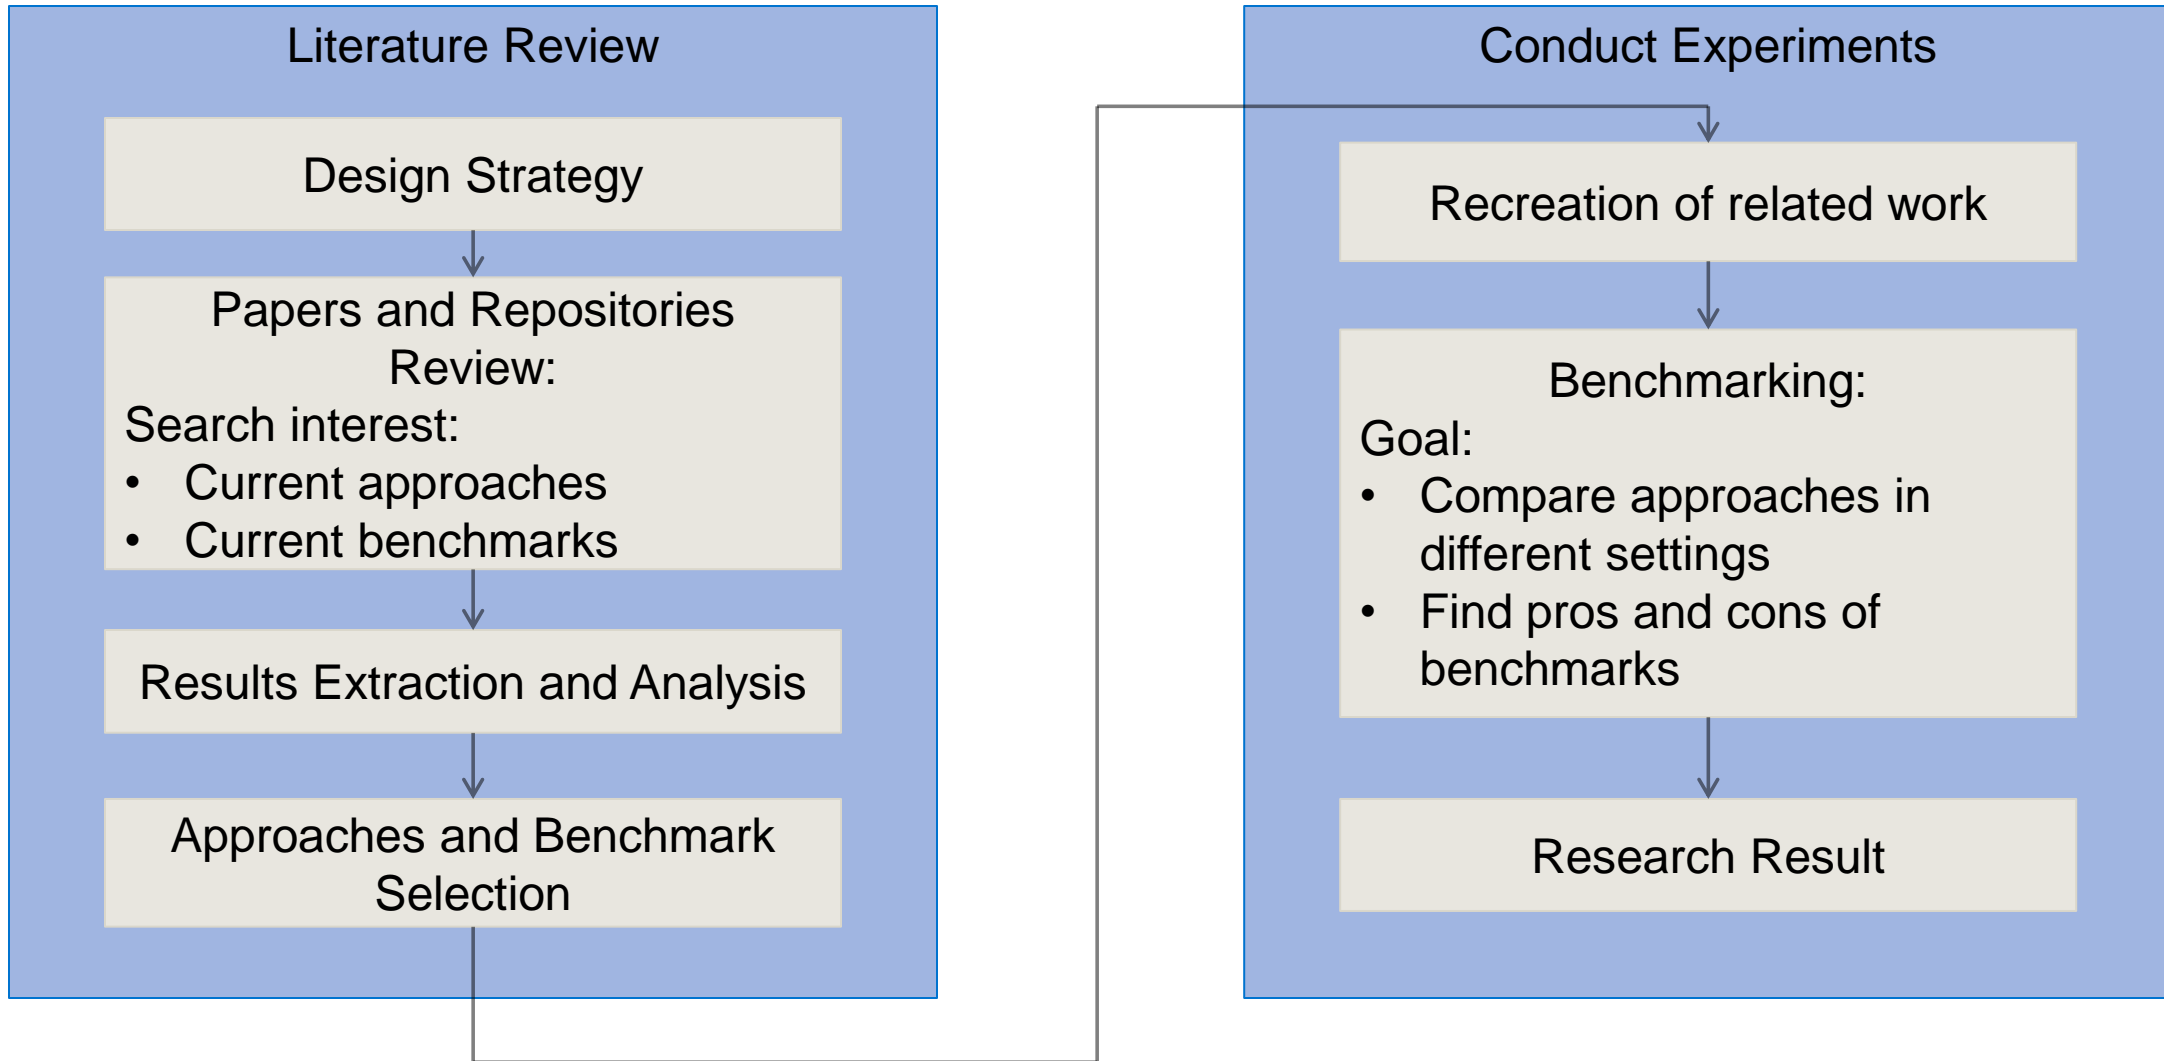 Literature Review
Design Strategy
Papers and Repositories
Review:
Search interest:
• Current approaches
• Current benchmarks
Results Extraction and Analysis
Approaches and Benchmark
Selection
Conduct Experiments
Recreation of related work
Benchmarking:
Goal:
• Compare approaches in
different settings
• Find pros and cons of
benchmarks
Research Result